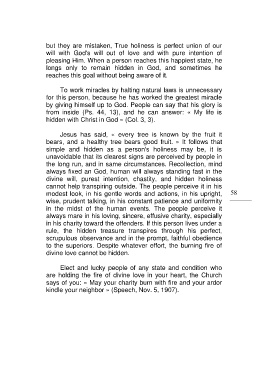 but they are mistaken, True holiness is perfect union of our
will with God's will out of love and with pure intention of
pleasing Him. When a person reaches this happiest state, he
longs only to remain hidden in God, and sometimes he
reaches this goal without being aware of it.
To work miracles by halting natural laws is unnecessary
for this person, because he has worked the greatest miracle
by giving himself up to God. People can say that his glory is
from inside (Ps. 44, 13), and he can answer: « My life is
hidden with Christ in God » (Col. 3, 3).
Jesus has said, « every tree is known by the fruit it
bears, and a healthy tree bears good fruit. » It follows that
simple and hidden as a person's holiness may be, it is
unavoidable that its clearest signs are perceived by people in
the long run, and in same circumstances. Recollection, mind
always fixed an God, human will always standing fast in the
divine will, purest intention, chastity, and hidden holiness
cannot help transpiring outside. The people perceive it in his
modest look, in his gentle words and actions, in his upright,
wise, prudent talking, in his constant patience and uniformity
in the midst of the human events. The people perceive it
always mare in his loving, sincere, effusive charity, especially
in his charity toward the offenders. If this person lives under a
rule, the hidden treasure transpires through his perfect,
scrupulous observance and in the prompt, faithful obedience
to the superiors. Despite whatever effort, the burning fire of
divine love cannot be hidden.
Elect and lucky people of any state and condition who
are holding the fire of divine love in your heart, the Church
says of you: « May your charity burn with fire and your ardor
kindle your neighbor » (Speech, Nov. 5, 1907).
58